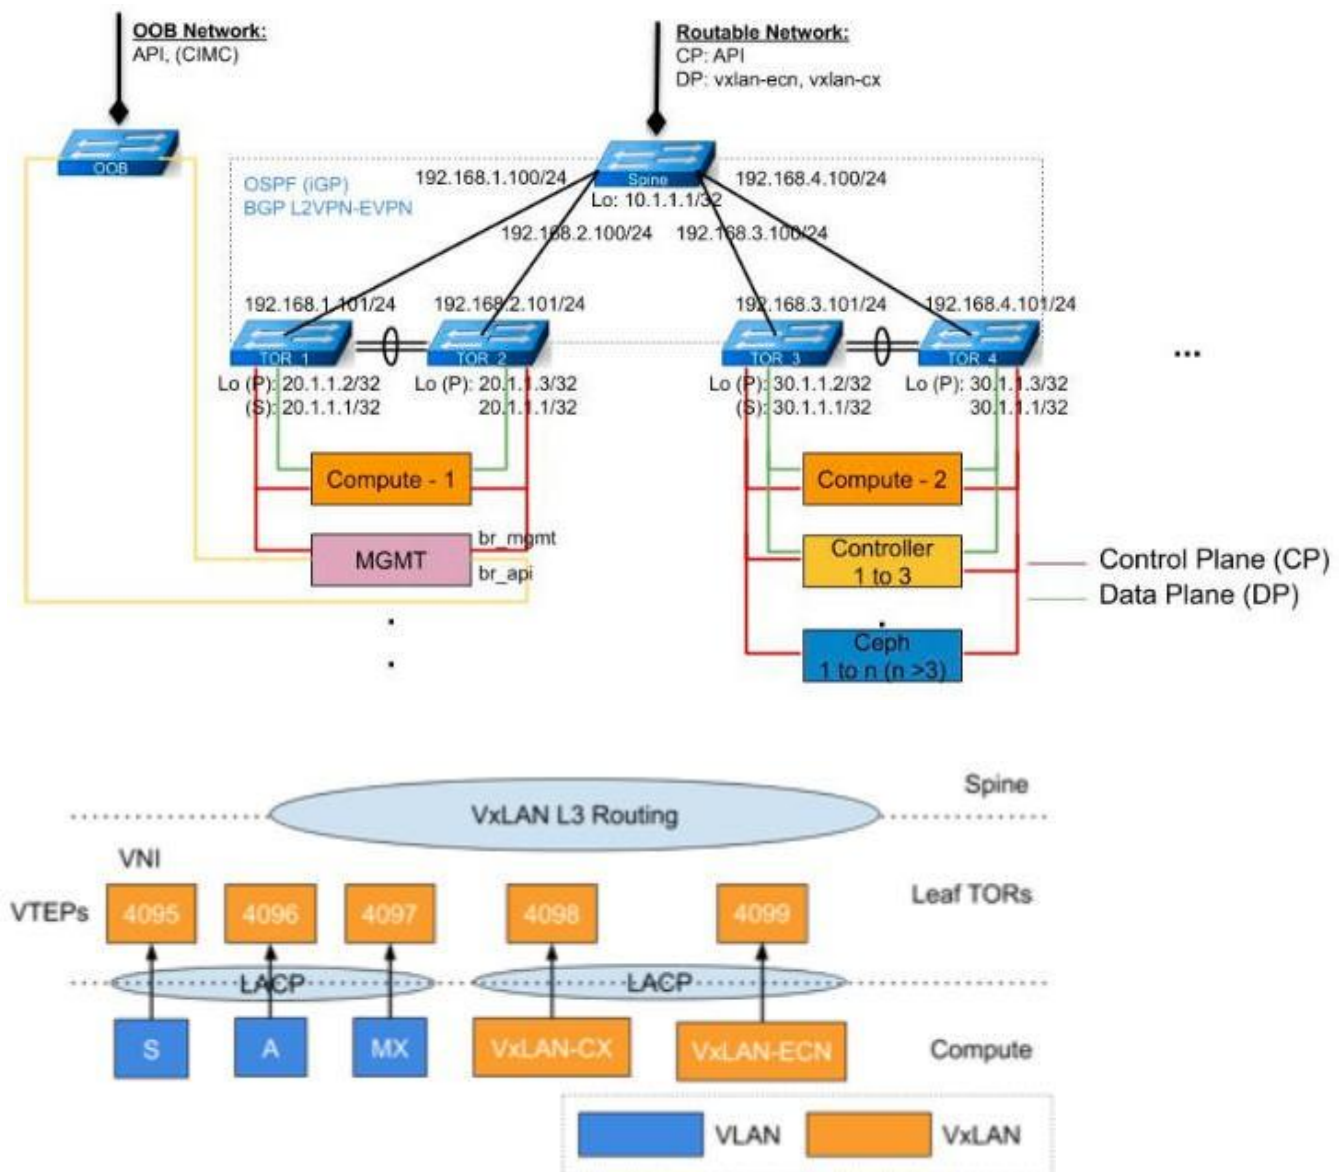 OOB Network:
API, (CIMC)
Routable Network:
CP: API
DP: vxlan-ecn, vxlan-cx
OOB
OSPF (iGP)
BGP L2VPN-EVPN
192.168.1.100/24
Spine
192.168.4.100/24
Lo: 10.1.1.1/32
192.168.2.100/24
192.168.3.100/24
192.168.1.101/24
192.168.2.101/24
192.168.3.101/24
192.168.4.101/24
TOR_1
TOR_2
TOR_3
TOR_4
...
Lo (P): 20.1.1.2/32
(S): 20.1.1.1/32
Lo (P): 20.1.1.3/32
20.1.1.1/32
Lo (P): 30.1.1.2/32
(S): 30.1.1.1/32
Lo (P): 30.1.1.3/32
30.1.1.1/32
Compute - 1
Compute - 2
MGMT
br_mgmt
br_api
Controller
1 to 3
Control Plane (CP)
Data Plane (DP)
Ceph
1 to n (n >3)
Spine
VxLAN L3 Routing
VNI
VTEPs
4095
4096
4097
4098
4099
Leaf TORs
LACP
LACP
S
A
MX
VxLAN-CX
VxLAN-ECN
Compute
VLAN
VxLAN